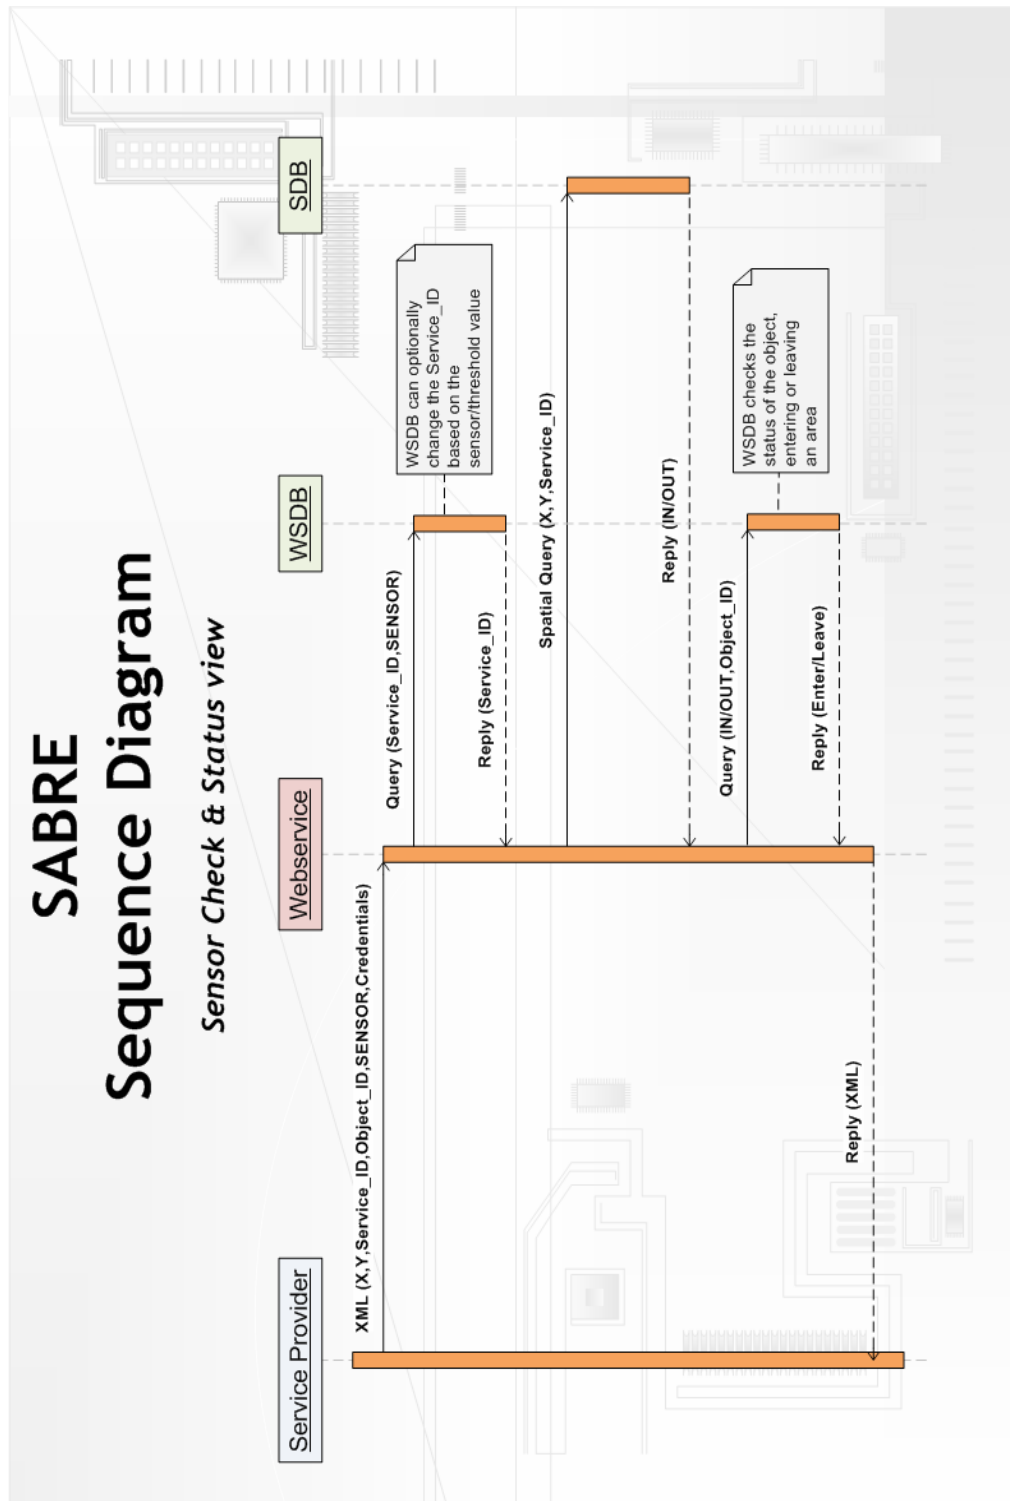 SABRE
Sequence Diagram
Sensor Check & Status view
Service Provider
Webservice
WSDB
SDB
XML (X,Y,Service_ID,Object_ID,SENSOR,Credentials)
Query (Service_ID,SENSOR)
WSDB can optionally
change the Service_ID
based on the
sensor/threshold value
Reply (Service_ID)
Spatial Query (X,Y,Service_ID)
Reply (IN/OUT)
Query (IN/OUT,Object_ID)
WSDB checks the
status of the object,
entering or leaving
an area
Reply (Enter/Leave)
Reply (XML)